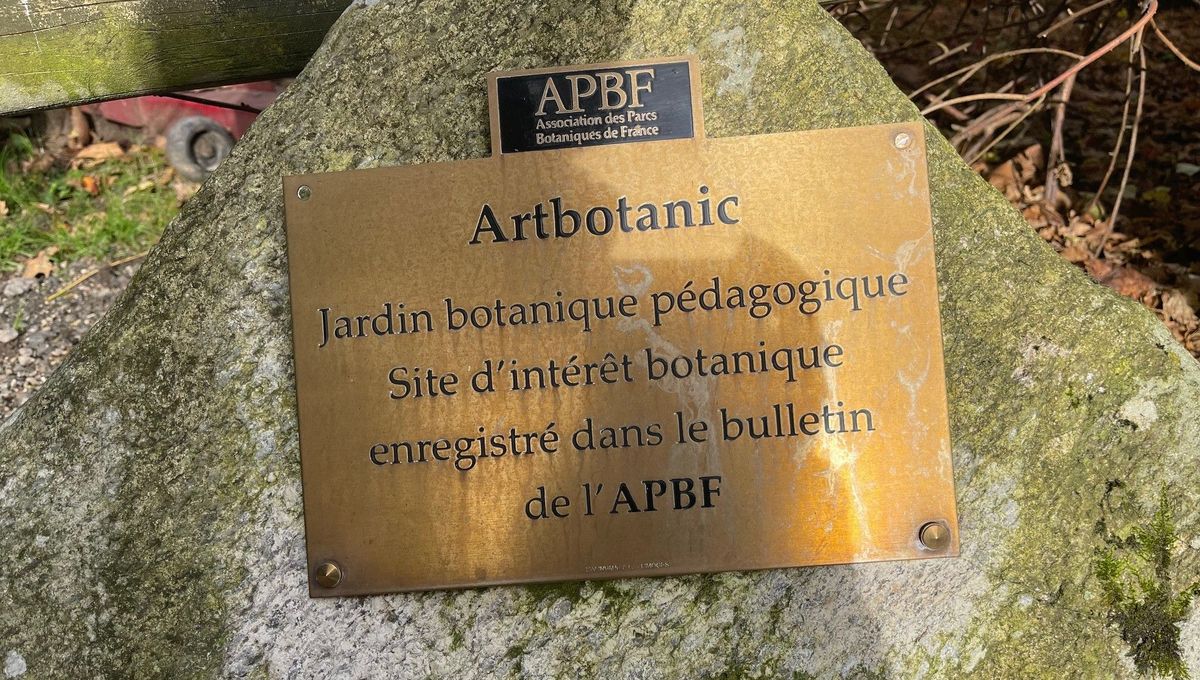 APBF
Association des Parcs
Botaniques de France
Artbotanic
Jardin botanique pédagogique
Site d'intérêt botanique
enregistré dans le bulletin
de l'APBF
LIMOGES